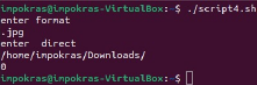 impokras@impokras-VirtualBox:~$ ./script4.sh
enter format
.jpg
enter  direct
/home/impokras/Downloads/
0
impokras@impokras-VirtualBox:~$